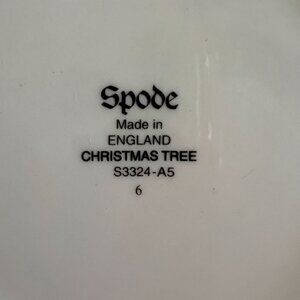 Spode
Made in
ENGLAND
CHRISTMAS TREE
S3324-A5
6